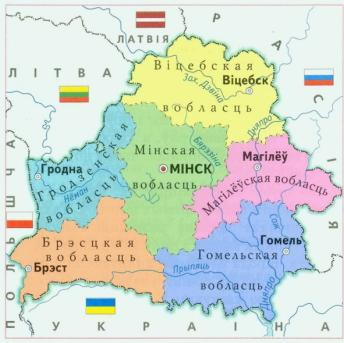 ЛАТВІЯ
РАСІЯ
ЛІТВА
Віцебская
вобласць
Зах. Дзвіна
Віцебск
Дняпро
Бярэзіна
Мінская
вобласць
МІНСК
Гродна
Гродзенская
вобласць
Нёман
Магілёў
Магілёўская вобласць
Сож
ПОЛЬШЧА
Брэсцкая
вобласць
Брэст
Прыпяць
Гомель
Гомельская
вобласць
Дняпро
УКРАІНА